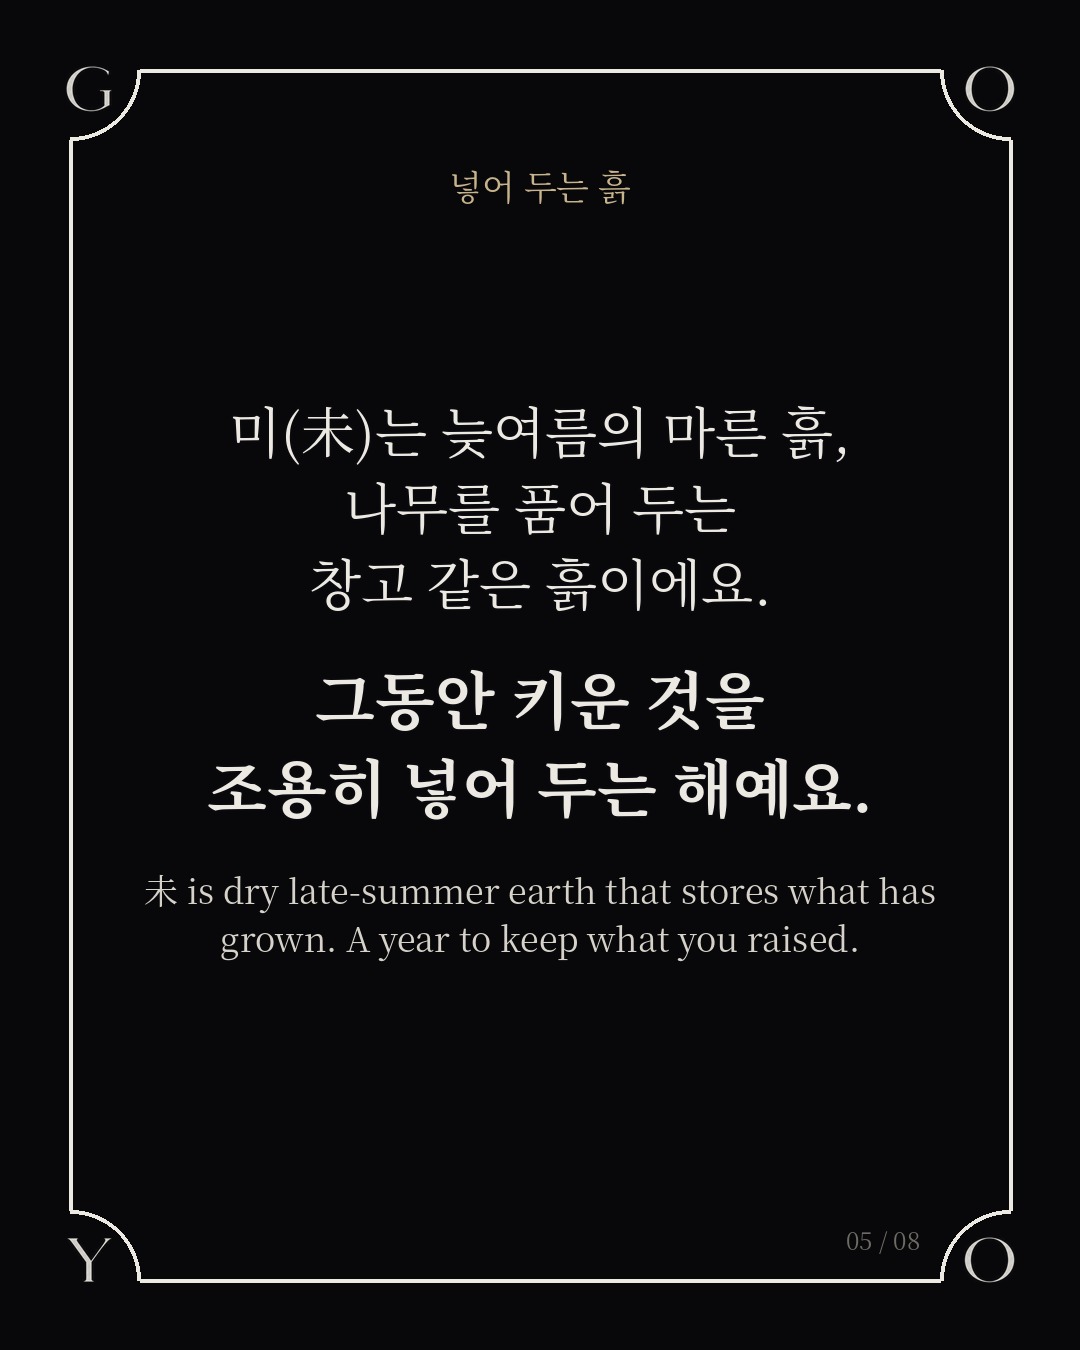 G O
넣어 두는 흙
미(未)는 늦여름의 마른 흙,
나무를 품어 두는
창고 같은 흙이에요.
그동안 키운 것을
조용히 넣어 두는 해예요.
未 is dry late-summer earth that stores what has
grown. A year to keep what you raised.
05 / 08
Y O